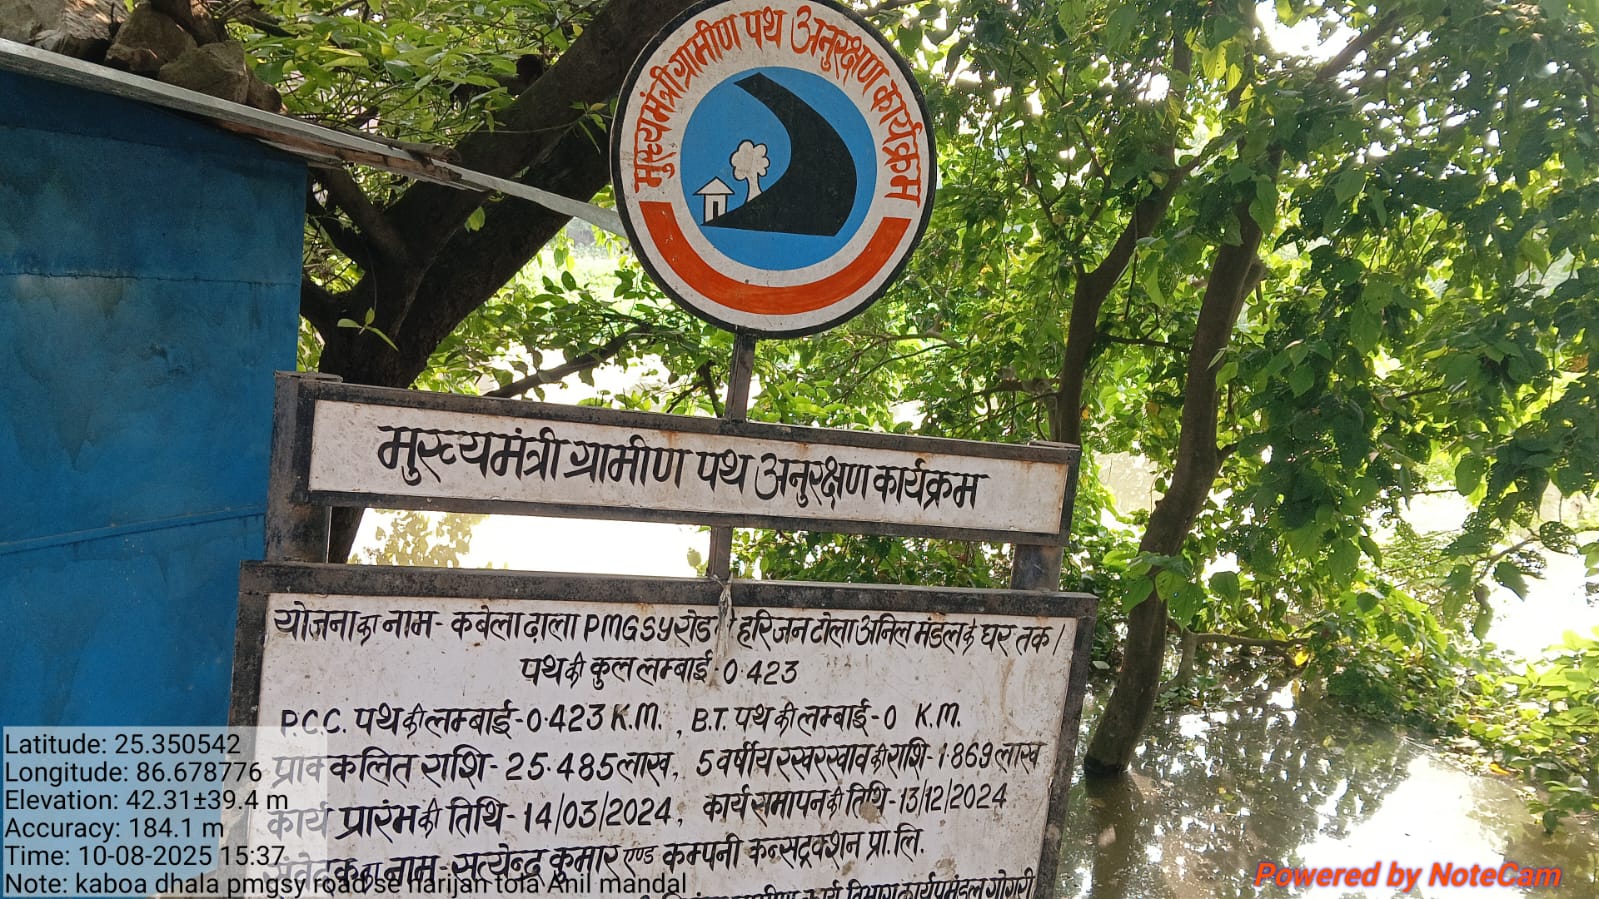 मुख्यमंत्री ग्रामीण पथ अनुरक्षण कार्यक्रम
मुख्यमंत्री ग्रामीण पथ अनुरक्षण कार्यक्रम
योजना का नाम- कबेला ढ़ाला PMGSY रोड हरिजन टोला अनिल मंडल के घर तक।
पथ की कुल लम्बाई-0.423
P.C.C. पथ की लम्बाई-0.423 K.M., B.T. पथ की लम्बाई-0 K.M.
प्राक्कलित राशि-25.485 लाख, 5 वर्षीय रखरखाव की राशि-1.869 लाख
कार्य प्रारंभ की तिथि-14/03/2024, कार्य समापन की तिथि-13/12/2024
संवेदक का नाम-सत्येन्द्र कुमार एण्ड कम्पनी कन्सट्रक्शन प्रा.लि.
कार्य विभाग कार्य प्रमंडल गोगरी
Latitude: 25.350542
Longitude: 86.678776
Elevation: 42.31±39.4 m
Accuracy: 184.1 m
Time: 10-08-2025 15:37
Note: kaboa dhala pmgsy road se harijan tola Anil mandal
Powered by NoteCam